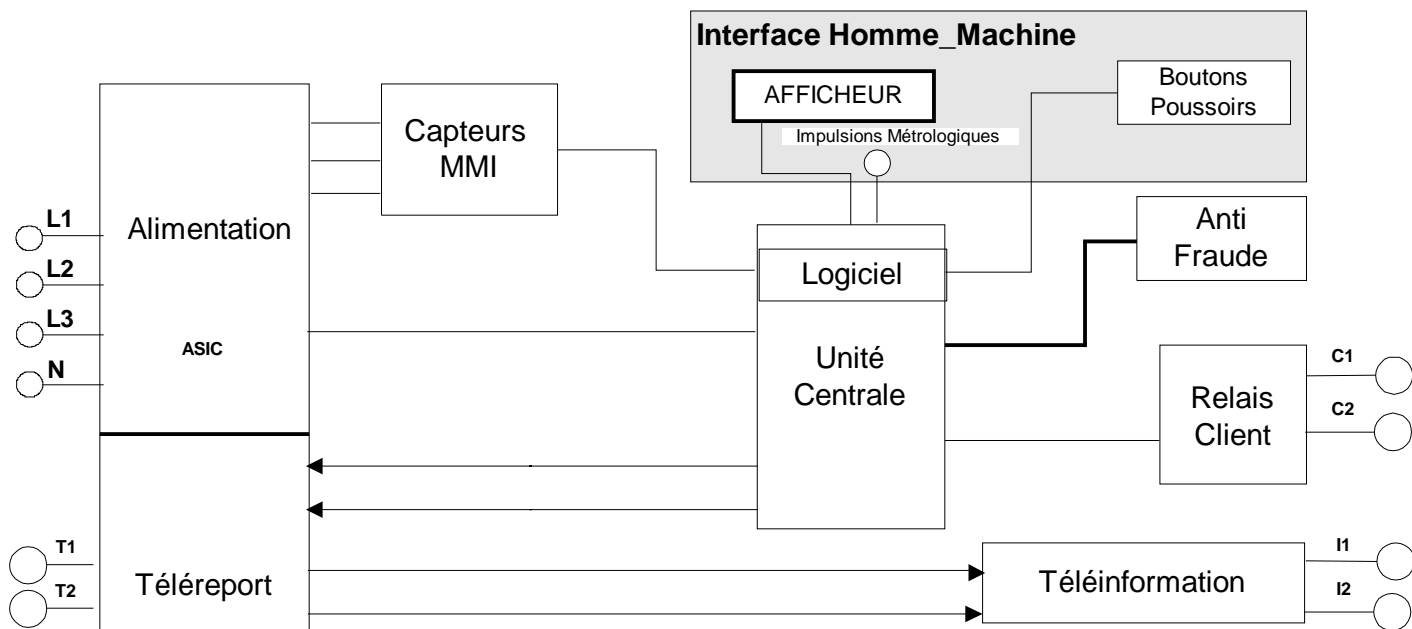 Interface Homme_Machine
AFFICHEUR
Boutons
Poussoirs
Impulsions Métrologiques
Capteurs
MMI
L1
Alimentation
L2
L3
ASIC
N
Logiciel
Unité
Centrale
Anti
Fraude
Relais
Client
C1
C2
T1
T2
Téléreport
Téléinformation
I1
I2